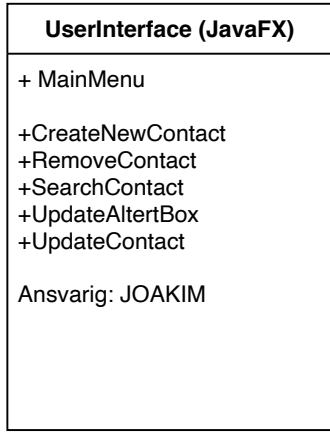 UserInterface (JavaFX)
+ MainMenu
+CreateNewContact
+RemoveContact
+SearchContact
+UpdateAltertBox
+UpdateContact
Ansvarig: JOAKIM